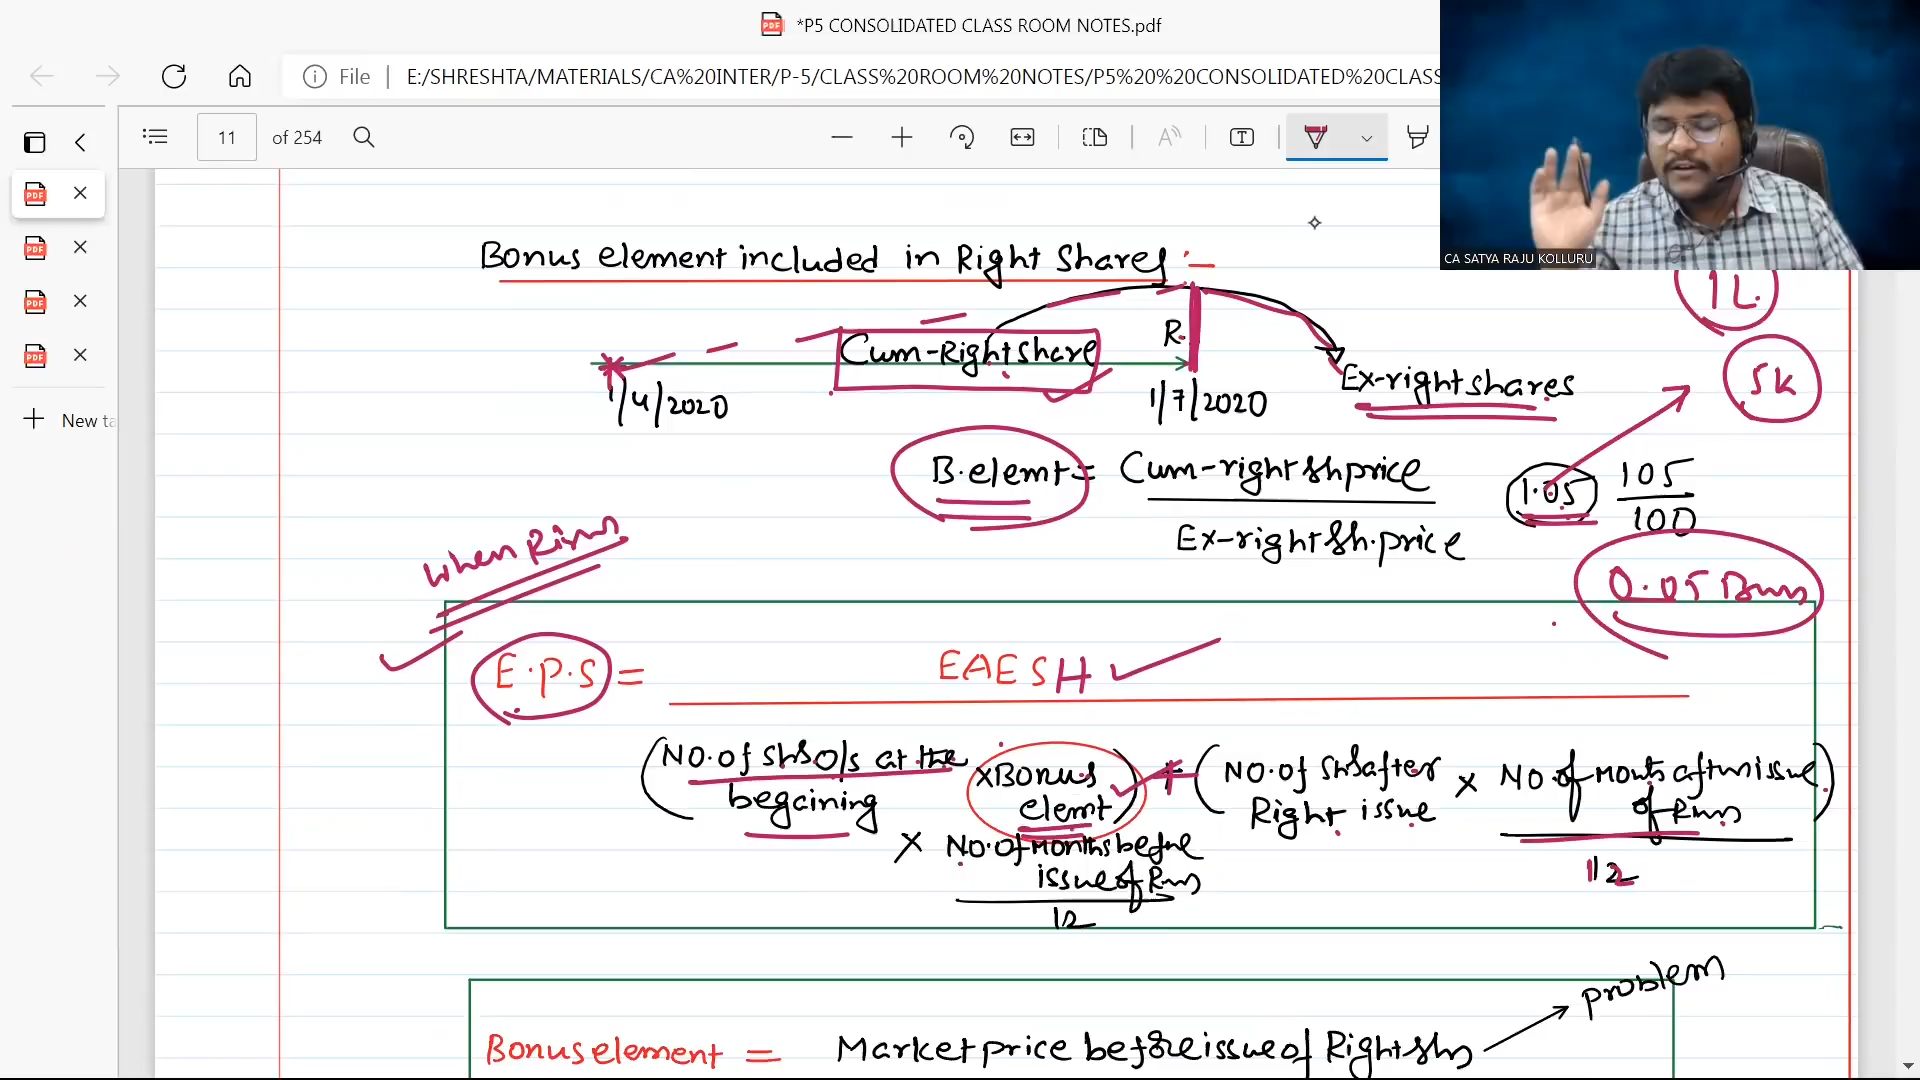 *P5 CONSOLIDATED CLASS ROOM NOTES.pdf
File E:/SHRESHTA/MATERIALS/CA%20INTER/P-5/CLASS%20ROOM%20NOTES/P5%20%20CONSOLIDATED%20CLASS
11 of 254
New ta
CA SATYA RAJU KOLLURU
Bonus element included in Right Shares :-
1L
Cum-Right Share
R
1/4/2020
1/7/2020
Ex-right shares
5K
B.elemt = Cum-right sh price
Ex-right sh.price
1.05 105
100
0.05
When
E.P.S = EAESH
(No.of shs o/s at the begaining x Bonus elemt) + (No.of shs after Right issue x No of months after issue of
12
x No.of months before issue of
12
problem
Bonus element = Market price before issue of Right shs